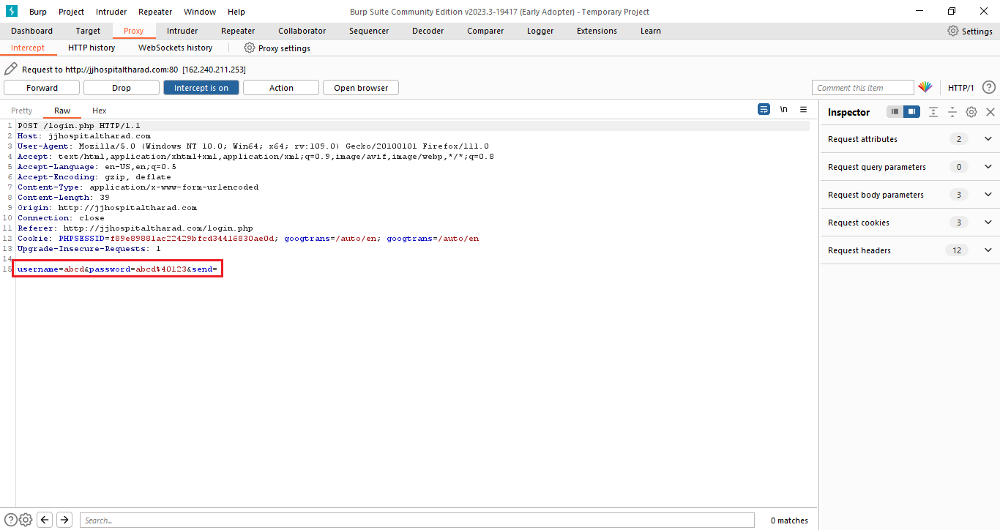 Burp Project Intruder Repeater Window Help Burp Suite Community Edition v2023.3-19417 (Early Adopter) - Temporary Project
Dashboard Target Proxy Intruder Repeater Collaborator Sequencer Decoder Comparer Logger Extensions Learn Settings
Intercept HTTP history WebSockets history Proxy settings
Request to http://jjhospitaltharad.com:80 [162.240.211.253]
Forward Drop Intercept is on Action Open browser Comment this item HTTP/1 ?
Pretty Raw Hex \n
Inspector
1 POST /login.php HTTP/1.1
2 Host: jjhospitaltharad.com
3 User-Agent: Mozilla/5.0 (Windows NT 10.0; Win64; x64; rv:109.0) Gecko/20100101 Firefox/111.0
4 Accept: text/html,application/xhtml+xml,application/xml;q=0.9,image/avif,image/webp,*/*;q=0.8
5 Accept-Language: en-US,en;q=0.5
6 Accept-Encoding: gzip, deflate
7 Content-Type: application/x-www-form-urlencoded
8 Content-Length: 39
9 Origin: http://jjhospitaltharad.com
10 Connection: close
11 Referer: http://jjhospitaltharad.com/login.php
12 Cookie: PHPSESSID=f89e89881ac22429bfcd34416830ae0d; googtrans=/auto/en; googtrans=/auto/en
13 Upgrade-Insecure-Requests: 1
14
15 username=abcd&password=abcd%40123&send=
Request attributes 2
Request query parameters 0
Request body parameters 3
Request cookies 3
Request headers 12
? Search... 0 matches